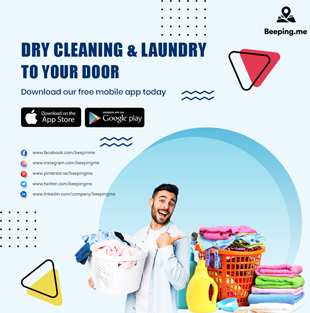 Beeping.me
DRY CLEANING & LAUNDRY
TO YOUR DOOR
Download our free mobile app today
Download on the
App Store
ANDROID APP ON
Google play
www.facebook.com/beepinme
www.instagram.com/beepingme
www.pinterest.se/beepingme
www.twitter.com/beepingme
www.linkedin.com/company/beepingme